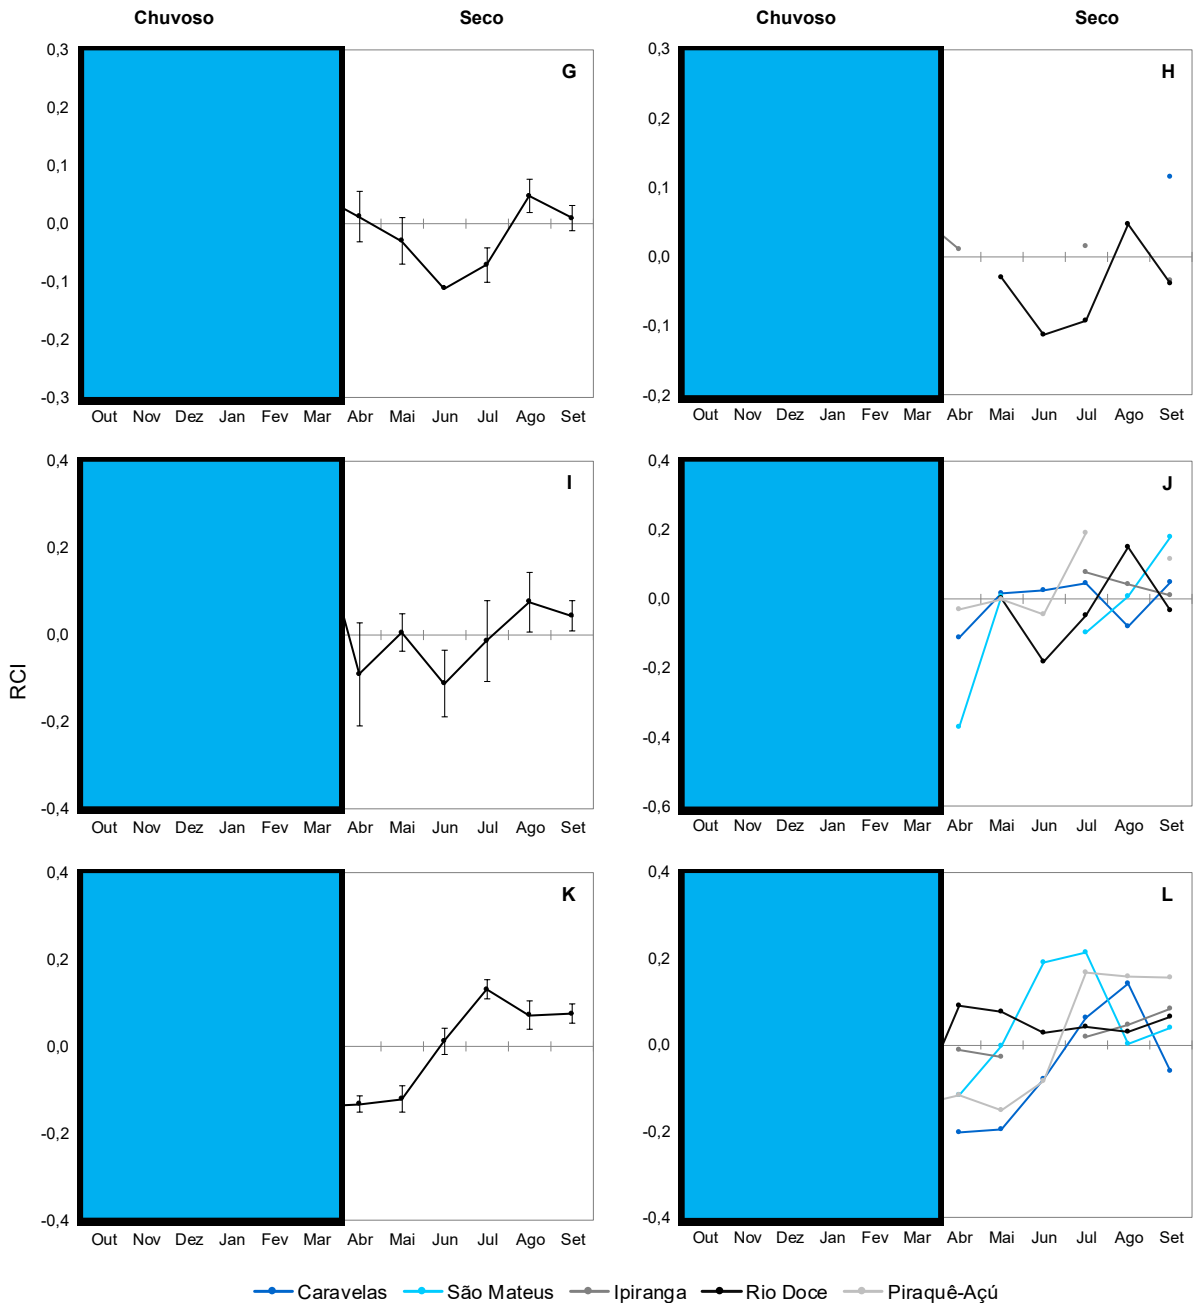 Chuvoso Seco Chuvoso Seco
0,3 G
0,2
0,1
0,0
-0,1
-0,2
-0,3
Out Nov Dez Jan Fev Mar Abr Mai Jun Jul Ago Set
0,3 H
0,2
0,1
0,0
-0,1
-0,2
Out Nov Dez Jan Fev Mar Abr Mai Jun Jul Ago Set
RCI
0,4 I
0,2
0,0
-0,2
-0,4
Out Nov Dez Jan Fev Mar Abr Mai Jun Jul Ago Set
0,4 J
0,2
0,0
-0,2
-0,4
-0,6
Out Nov Dez Jan Fev Mar Abr Mai Jun Jul Ago Set
0,4 K
0,2
0,0
-0,2
-0,4
Out Nov Dez Jan Fev Mar Abr Mai Jun Jul Ago Set
0,4 L
0,2
0,0
-0,2
-0,4
Out Nov Dez Jan Fev Mar Abr Mai Jun Jul Ago Set
Caravelas São Mateus Ipiranga Rio Doce Piraquê-Açú